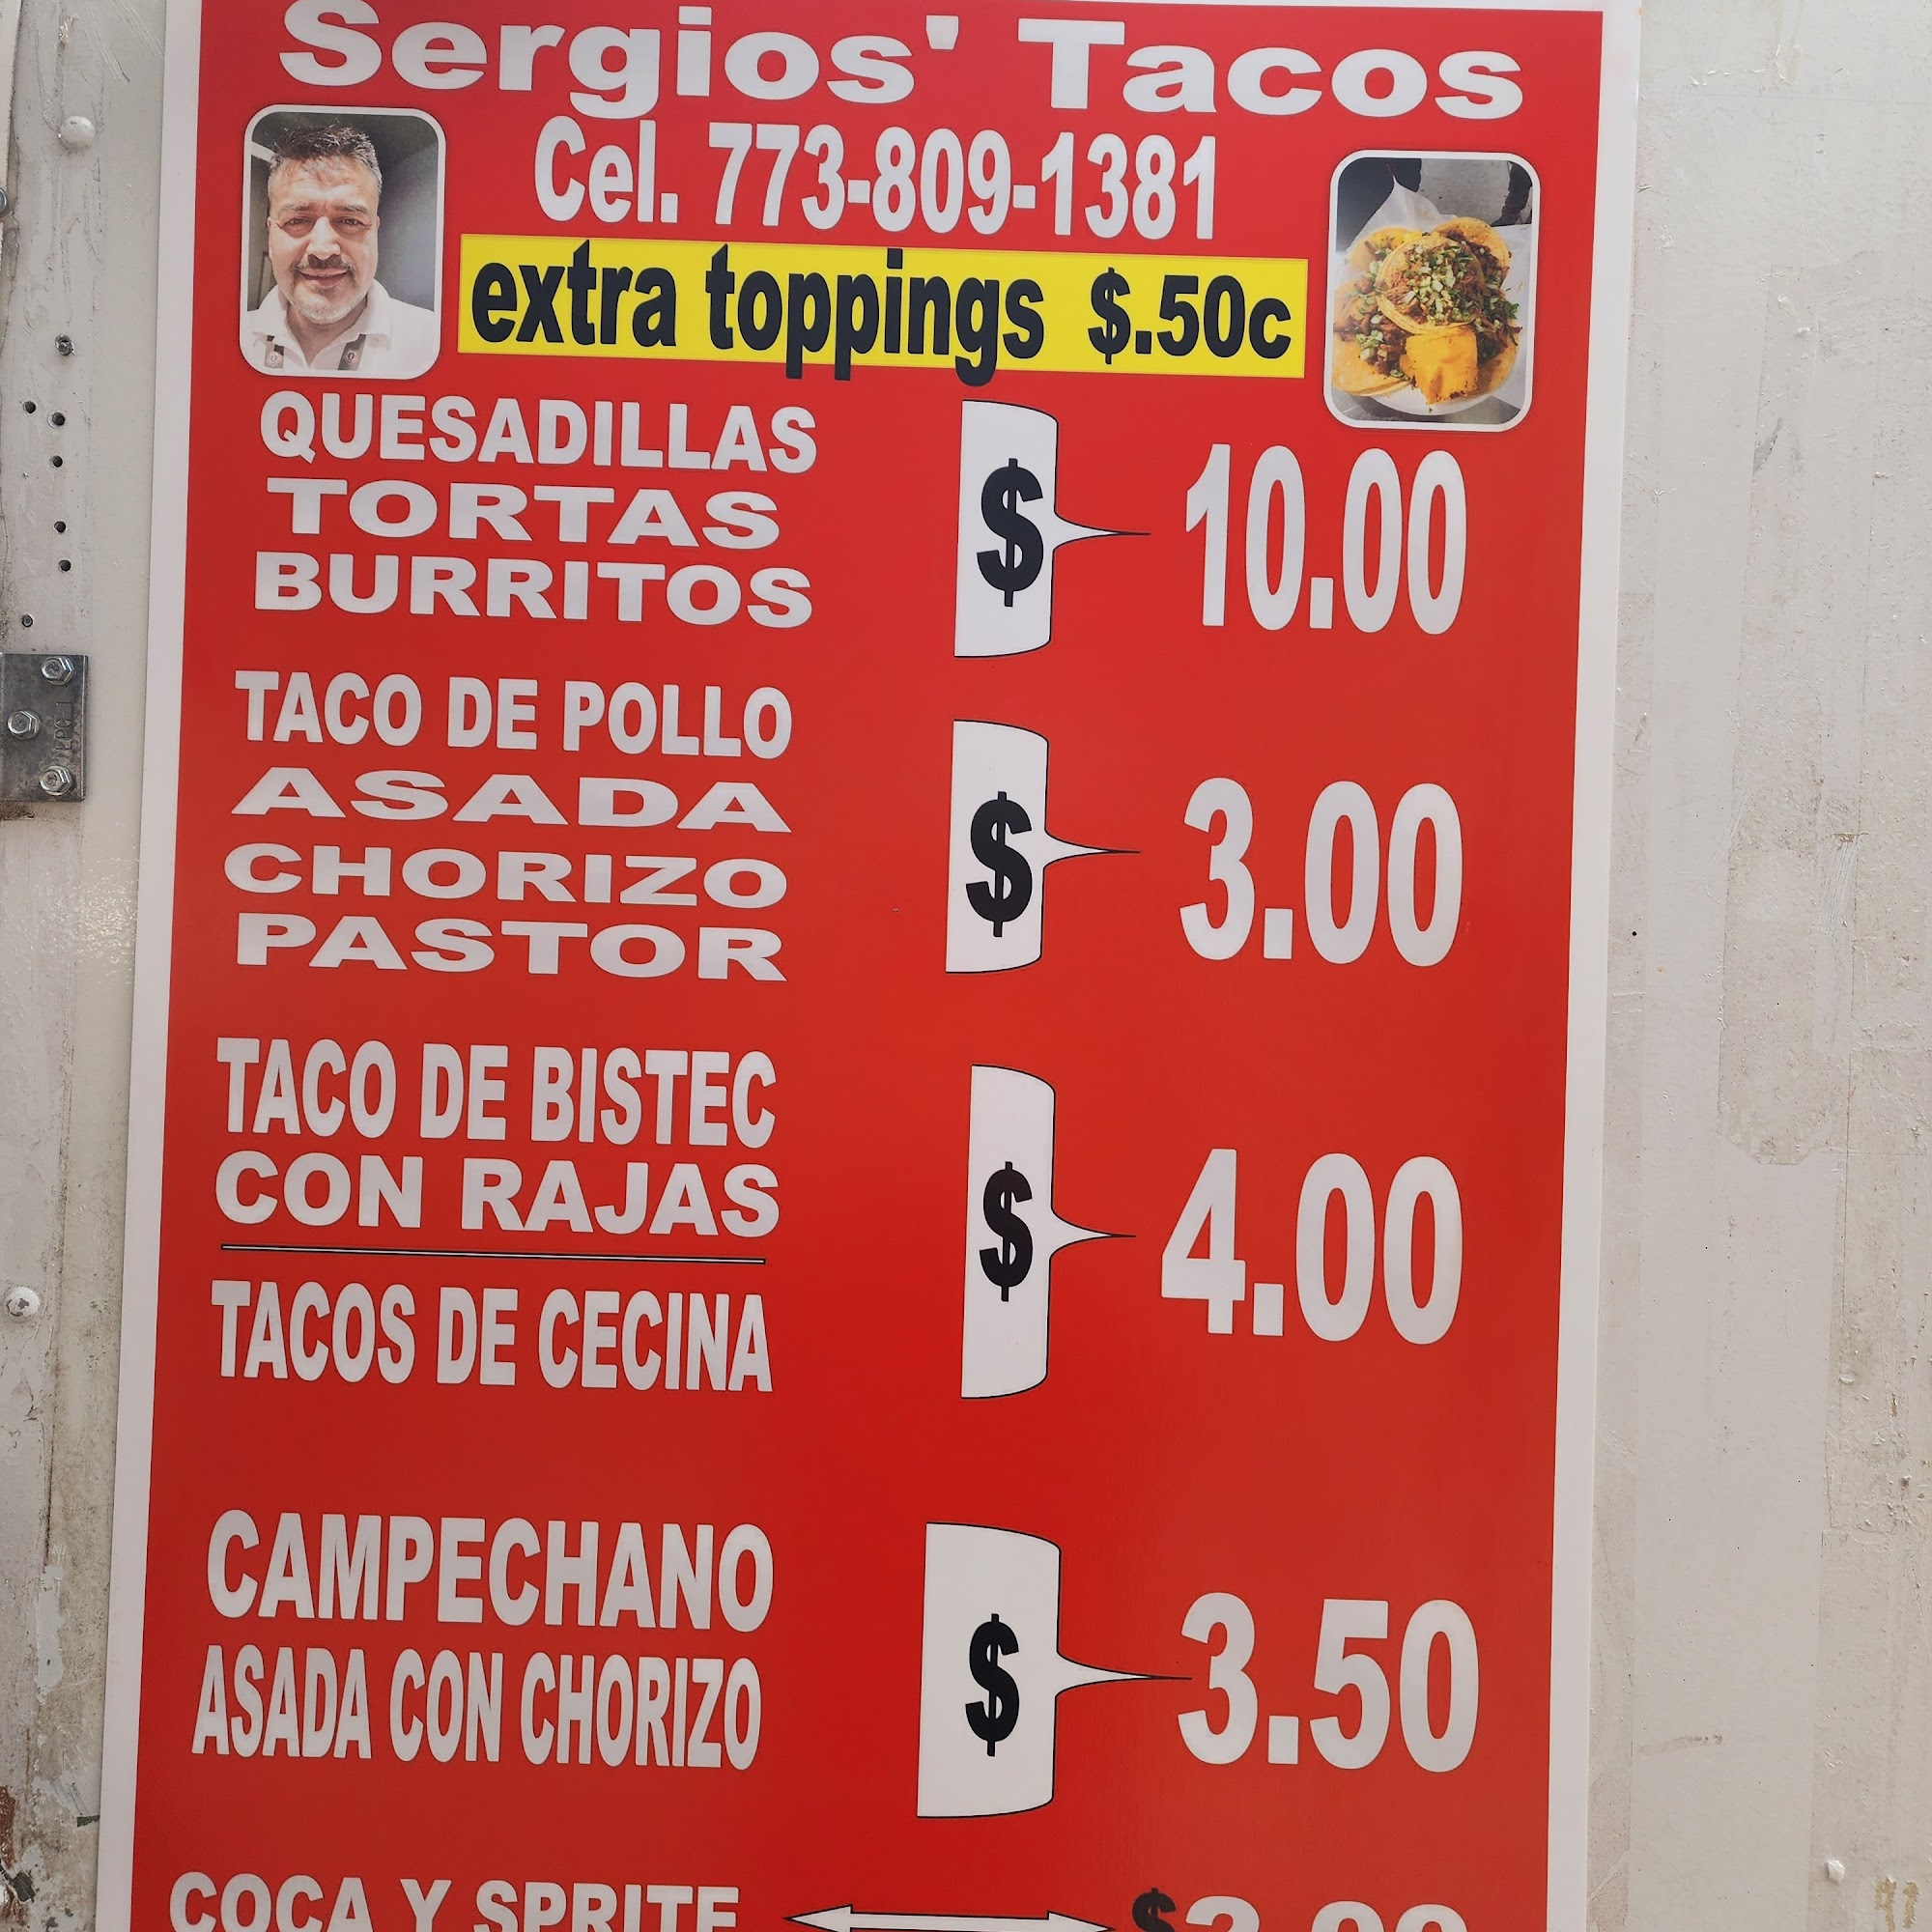 Sergios' Tacos
Cel. 773-809-1381
extra toppings $.50c
QUESADILLAS
TORTAS
BURRITOS
$ 10.00
TACO DE POLLO
ASADA
CHORIZO
PASTOR
$ 3.00
TACO DE BISTEC
CON RAJAS
TACOS DE CECINA
$ 4.00
CAMPECHANO
ASADA CON CHORIZO
$ 3.50
COCA Y SPRITE